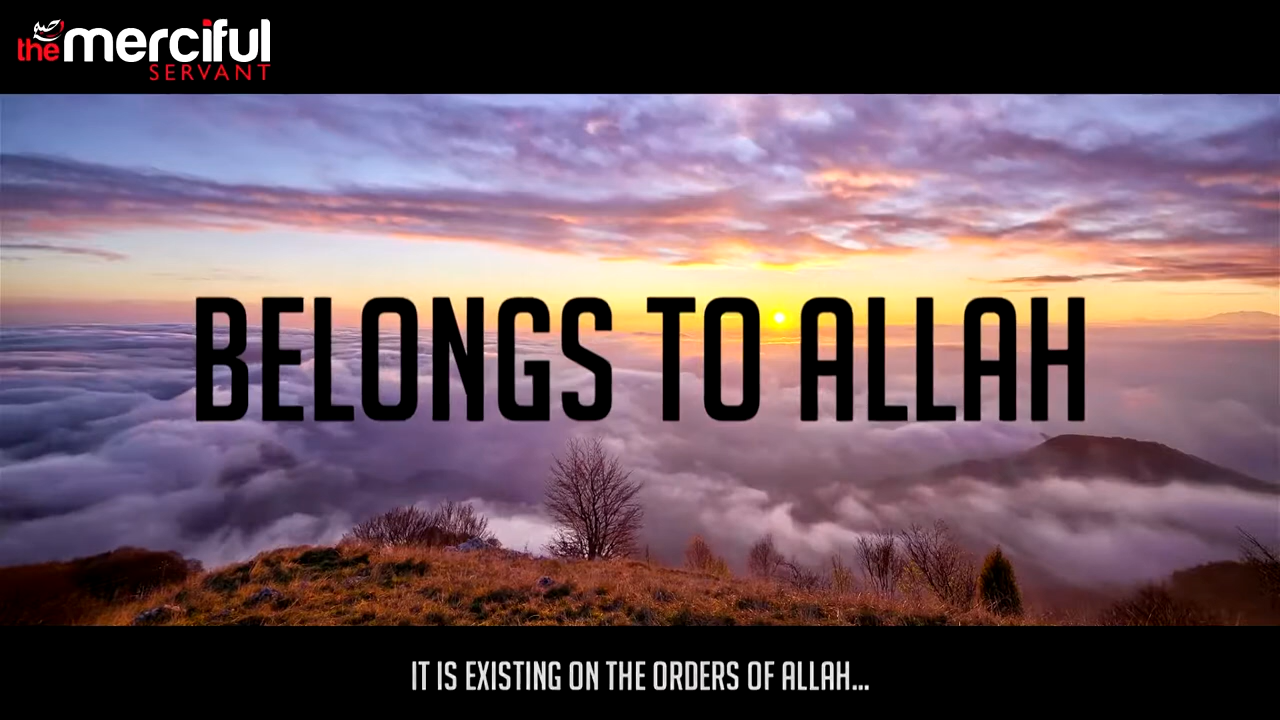 the merciful
SERVANT
BELONGS TO ALLAH
IT IS EXISTING ON THE ORDERS OF ALLAH...